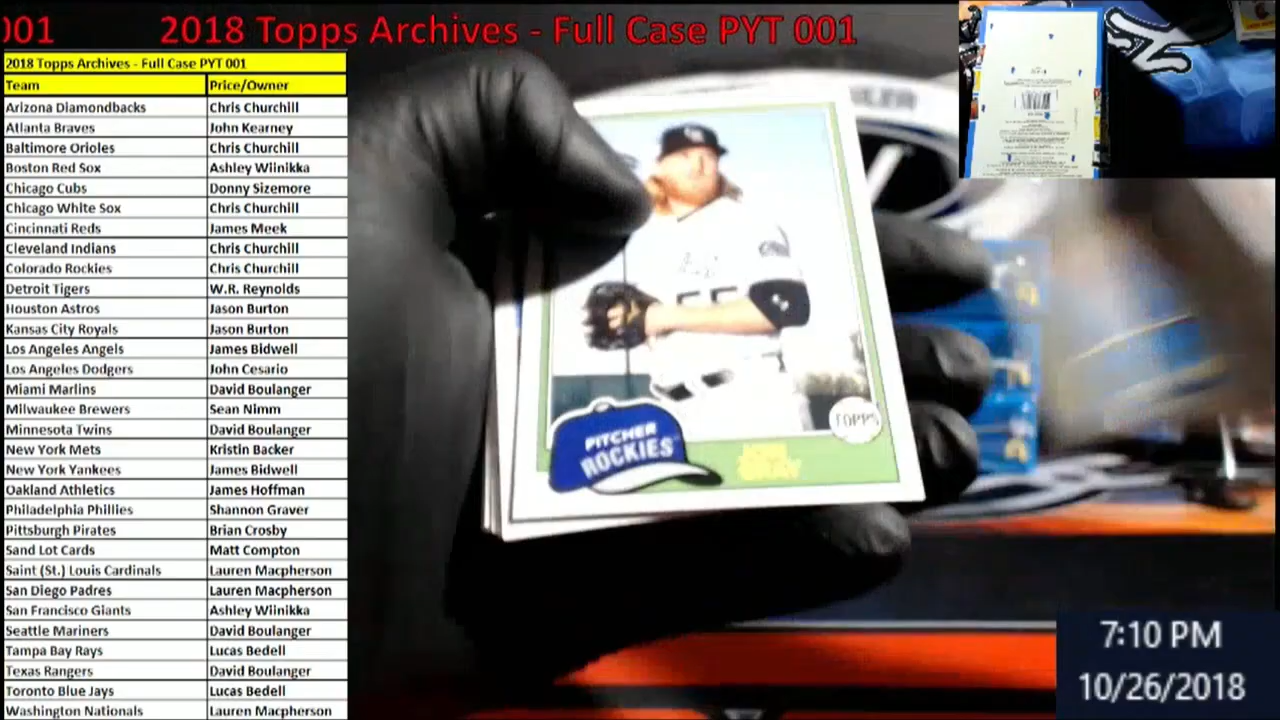 001 2018 Topps Archives - Full Case PYT 001
2018 Topps Archives - Full Case PYT 001
Team Price/Owner
Arizona Diamondbacks Chris Churchill
Atlanta Braves John Kearney
Baltimore Orioles Chris Churchill
Boston Red Sox Ashley Wiinikka
Chicago Cubs Donny Sizemore
Chicago White Sox Chris Churchill
Cincinnati Reds James Meek
Cleveland Indians Chris Churchill
Colorado Rockies Chris Churchill
Detroit Tigers W.R. Reynolds
Houston Astros Jason Burton
Kansas City Royals Jason Burton
Los Angeles Angels James Bidwell
Los Angeles Dodgers John Cesario
Miami Marlins David Boulanger
Milwaukee Brewers Sean Nimm
Minnesota Twins David Boulanger
New York Mets Kristin Backer
New York Yankees James Bidwell
Oakland Athletics James Hoffman
Philadelphia Phillies Shannon Graver
Pittsburgh Pirates Brian Crosby
Sand Lot Cards Matt Compton
Saint (St.) Louis Cardinals Lauren Macpherson
San Diego Padres Lauren Macpherson
San Francisco Giants Ashley Wiinikka
Seattle Mariners David Boulanger
Tampa Bay Rays Lucas Bedell
Texas Rangers David Boulanger
Toronto Blue Jays Lucas Bedell
Washington Nationals Lauren Macpherson
PITCHER
ROCKIES
TOPPS
7:10 PM
10/26/2018